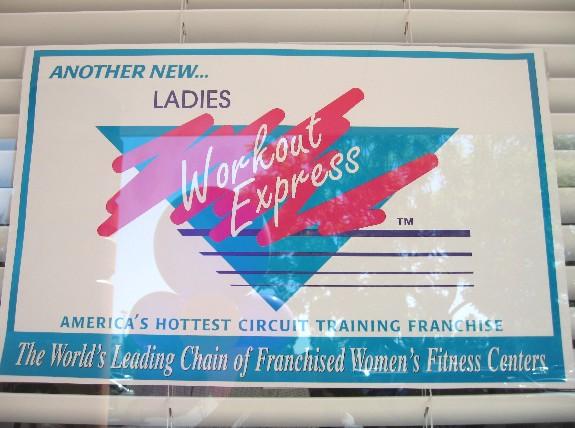 ANOTHER NEW...
LADIES
Workout
Express
TM
AMERICA'S HOTTEST CIRCUIT TRAINING FRANCHISE
The World's Leading Chain of Franchised Women's Fitness Centers